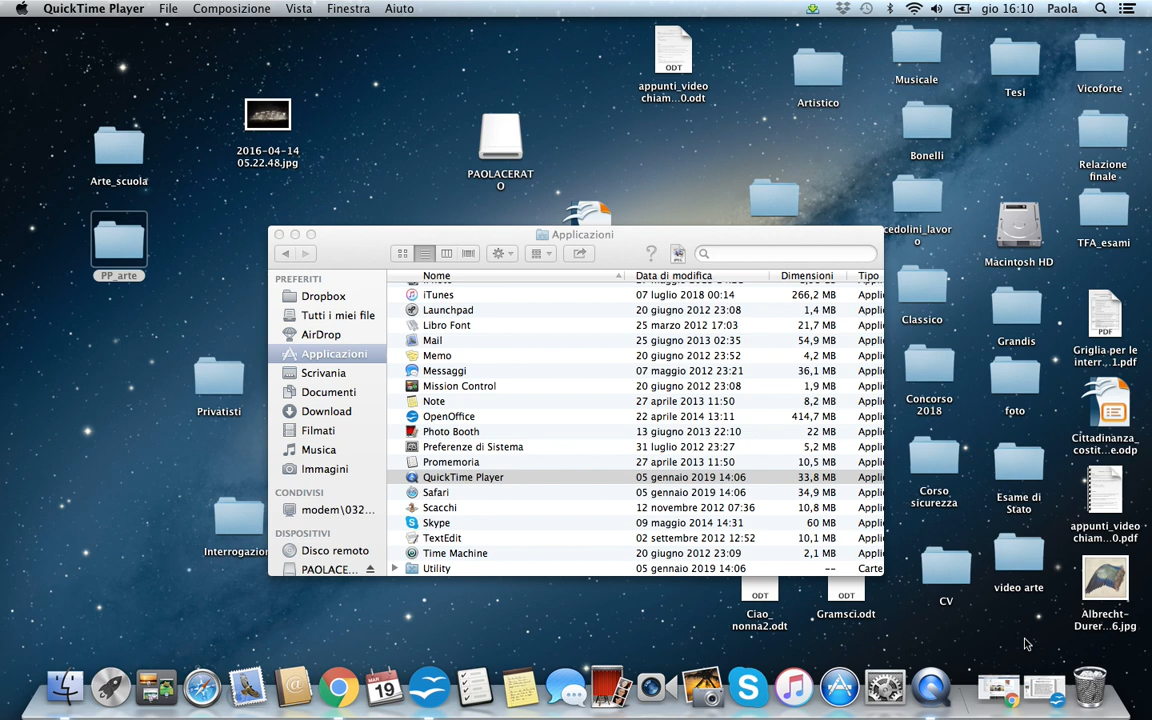 QuickTime Player File Composizione Vista Finestra Aiuto gio 16:10 Paola
Arte_scuola
PP_arte
2016-04-14
05.22.48.jpg
PAOLACERAT
O
ODT
appunti_video
chiam...0.odt
Artistico
Musicale
Tesi
Vicoforte
Bonelli
Relazione
finale
cedolini_lavor
o
Macintosh HD
TFA_esami
Classico
Grandis
PDF
Griglia per le
interr...1.pdf
Privatisti
Concorso
2018
foto
Cittadinanza_
costit...e.odp
Corso
sicurezza
Esame di
Stato
appunti_video
chiam...0.pdf
Interrogazion
CV
video arte
Albrecht-
Durer...6.jpg
ODT
Ciao_
nonna2.odt
ODT
Gramsci.odt
Applicazioni
PREFERITI
Dropbox
Tutti i miei file
AirDrop
Applicazioni
Scrivania
Documenti
Download
Filmati
Musica
Immagini
CONDIVISI
modem\032...
DISPOSITIVI
Disco remoto
PAOLACE...
Nome Data di modifica Dimensioni Tipo
iTunes 07 luglio 2018 00:14 266,2 MB Applic
Launchpad 20 giugno 2012 23:08 1,4 MB Applic
Libro Font 25 marzo 2012 17:03 21,7 MB Applic
Mail 25 giugno 2013 02:35 54,9 MB Applic
Memo 20 giugno 2012 23:52 4,2 MB Applic
Messaggi 07 maggio 2012 23:21 36,1 MB Applic
Mission Control 20 giugno 2012 23:08 1,9 MB Applic
Note 27 aprile 2013 11:50 8,2 MB Applic
OpenOffice 22 aprile 2014 13:11 414,7 MB Applic
Photo Booth 13 giugno 2013 22:10 22 MB Applic
Preferenze di Sistema 31 luglio 2012 23:27 5,2 MB Applic
Promemoria 27 aprile 2013 11:50 10,5 MB Applic
QuickTime Player 05 gennaio 2019 14:06 33,8 MB Applic
Safari 05 gennaio 2019 14:06 34,9 MB Applic
Scacchi 12 novembre 2012 07:36 10,8 MB Applic
Skype 09 maggio 2014 14:31 60 MB Applic
TextEdit 02 settembre 2012 12:52 10,1 MB Applic
Time Machine 20 giugno 2012 23:09 2,1 MB Applic
Utility 05 gennaio 2019 14:06 -- Carte
MAR
19